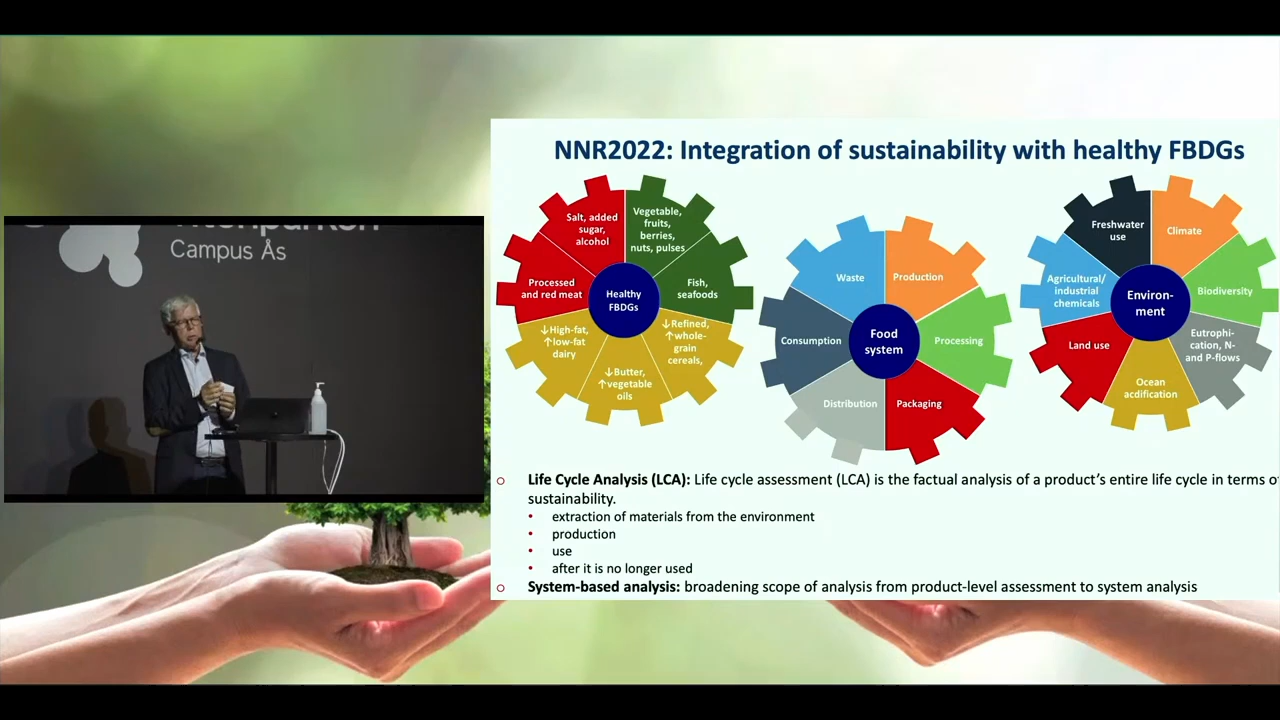 Campus Ås
NNR2022: Integration of sustainability with healthy FBDGs
Salt, added
sugar,
alcohol
Vegetable,
fruits,
berries,
nuts, pulses
Processed
and red meat
Healthy
FBDGs
Fish,
seafoods
↓High-fat,
↑low-fat
dairy
↓Refined,
↑whole-
grain
cereals,
↓Butter,
↑vegetable
oils
Waste
Production
Consumption
Food
system
Processing
Distribution
Packaging
Freshwater
use
Climate
Agricultural/
industrial
chemicals
Environ-
ment
Biodiversity
Land use
Eutrophi-
cation, N-
and P-flows
Ocean
acdification
Life Cycle Analysis (LCA): Life cycle assessment (LCA) is the factual analysis of a product's entire life cycle in terms
sustainability.
• extraction of materials from the environment
• production
• use
• after it is no longer used
System-based analysis: broadening scope of analysis from product-level assessment to system analysis